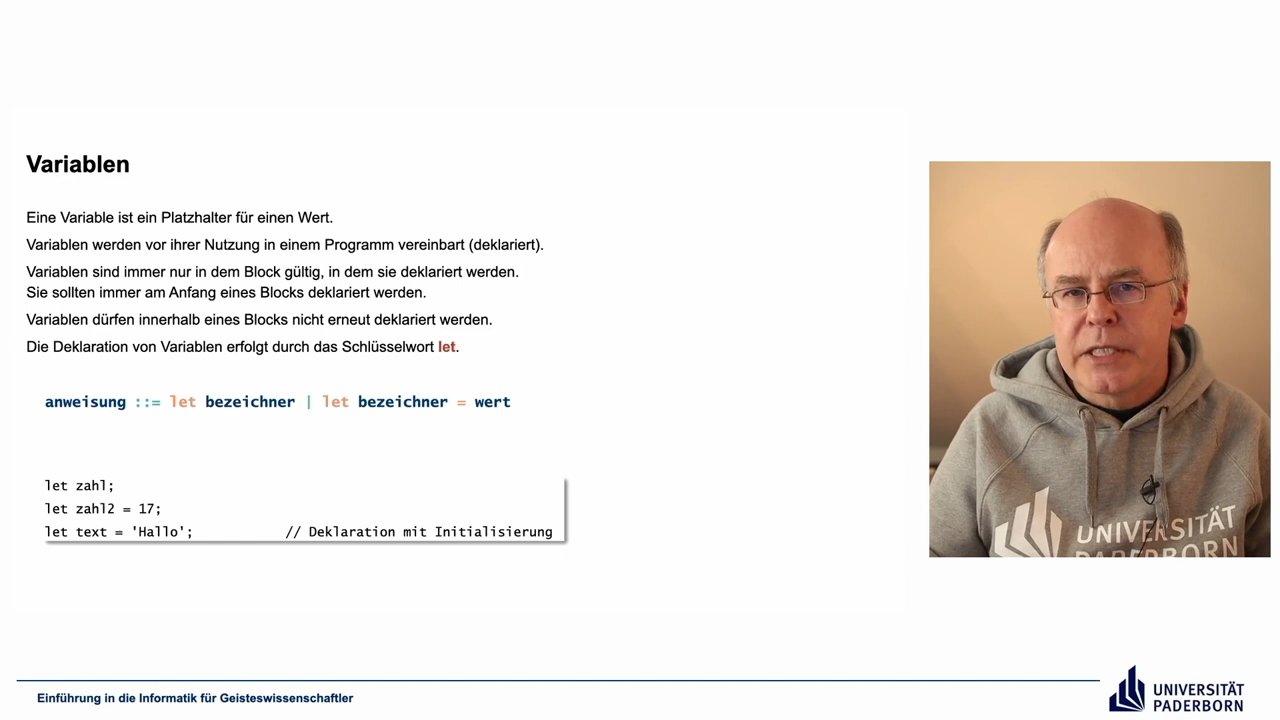 Variablen
Eine Variable ist ein Platzhalter für einen Wert.
Variablen werden vor ihrer Nutzung in einem Programm vereinbart (deklariert).
Variablen sind immer nur in dem Block gültig, in dem sie deklariert werden.
Sie sollten immer am Anfang eines Blocks deklariert werden.
Variablen dürfen innerhalb eines Blocks nicht erneut deklariert werden.
Die Deklaration von Variablen erfolgt durch das Schlüsselwort let.
anweisung ::= let bezeichner | let bezeichner = wert
let zahl;
let zahl2 = 17;
let text = 'Hallo'; // Deklaration mit Initialisierung
UNIVERSITÄT
PADERBORN
Einführung in die Informatik für Geisteswissenschaftler
UNIVERSITÄT
PADERBORN